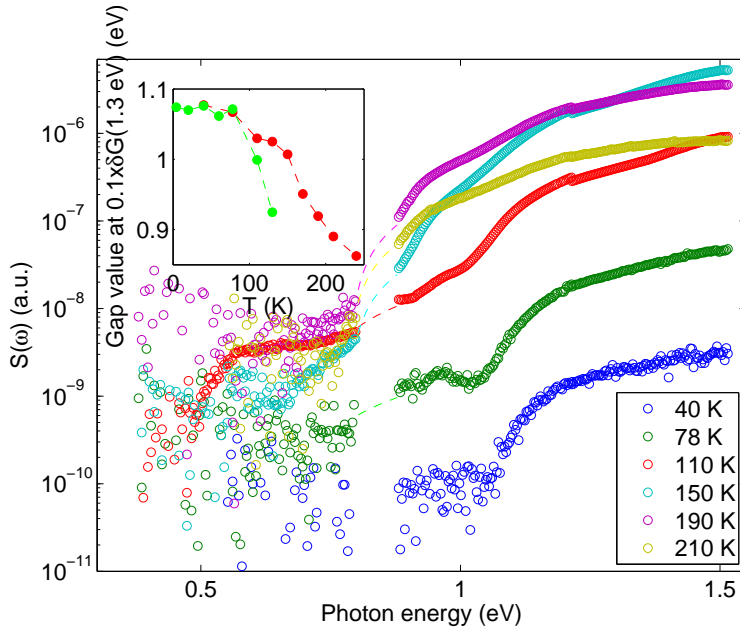 S(ω) (a.u.)
10⁻⁶
10⁻⁷
10⁻⁸
10⁻⁹
10⁻¹⁰
10⁻¹¹
Gap value at 0.1xδG(1.3 eV) (eV)
1.1
1
0.9
0
100
200
T (K)
40 K
78 K
110 K
150 K
190 K
210 K
0.5
1
1.5
Photon energy (eV)